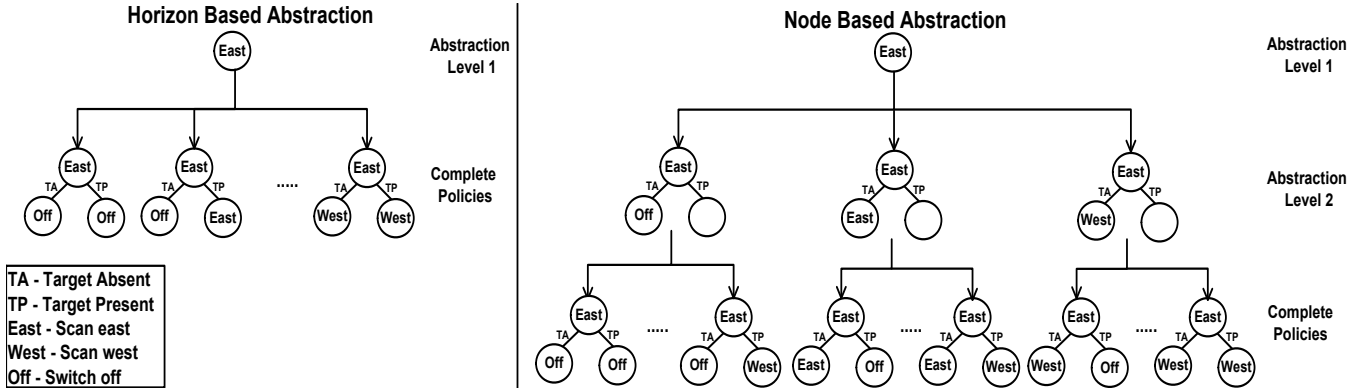 Horizon Based Abstraction
East
Abstraction
Level 1
East
East
.....
East
Complete
Policies
TA
TP
TA
TP
TA
TP
Off
Off
Off
East
West
West
TA - Target Absent
TP - Target Present
East - Scan east
West - Scan west
Off - Switch off
Node Based Abstraction
East
Abstraction
Level 1
East
East
East
Abstraction
Level 2
TA
TP
TA
TP
TA
TP
Off
East
West
East
.....
East
East
.....
East
East
.....
East
Complete
Policies
TA
TP
TA
TP
TA
TP
TA
TP
TA
TP
TA
TP
Off
Off
Off
West
East
Off
East
West
West
Off
West
West